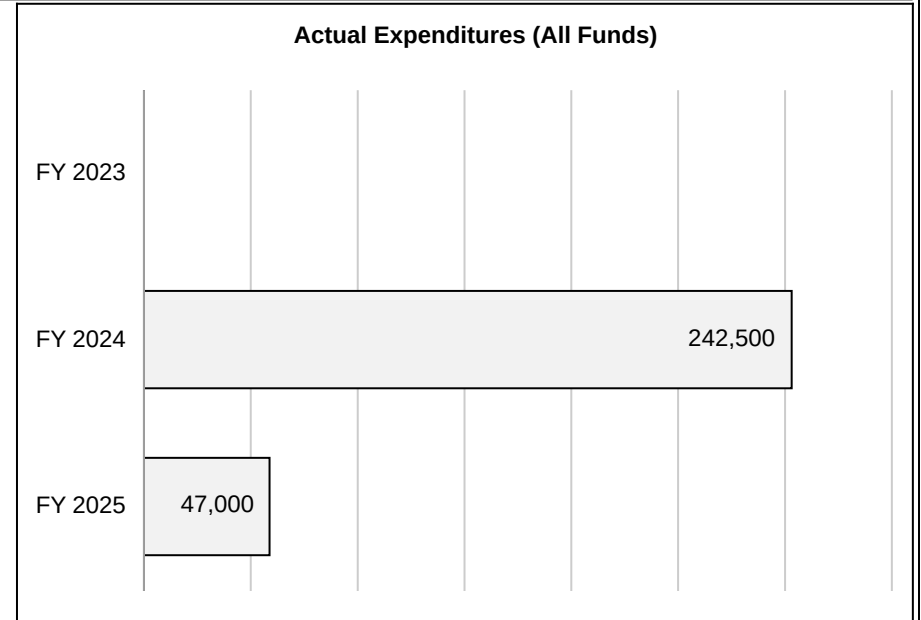 Actual Expenditures (All Funds)
FY 2023
FY 2024
242,500
FY 2025
47,000